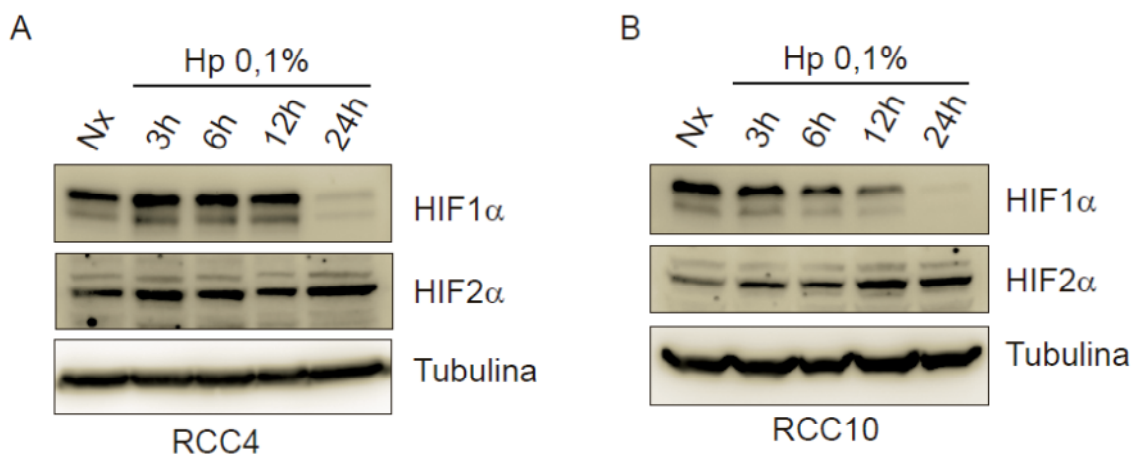 A
Hp 0,1%
Nx 3h 6h 12h 24h
HIF1α
HIF2α
Tubulina
RCC4
B
Hp 0,1%
Nx 3h 6h 12h 24h
HIF1α
HIF2α
Tubulina
RCC10